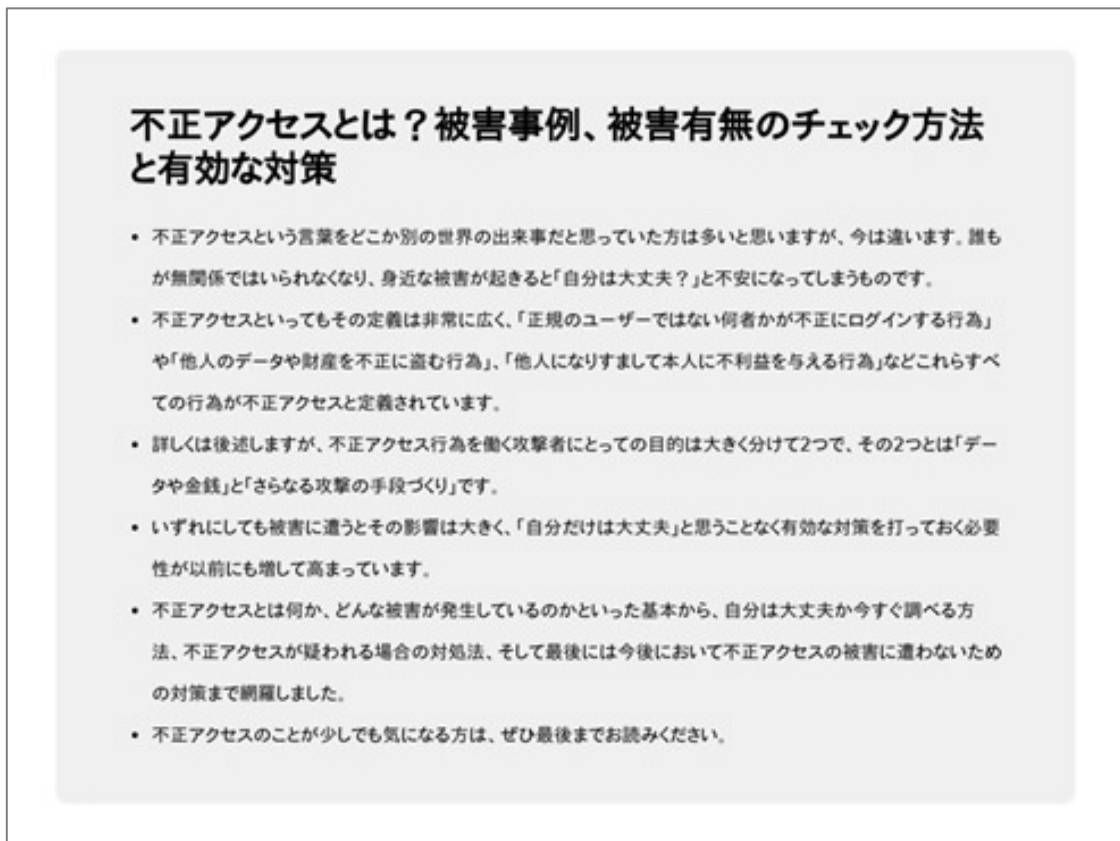 不正アクセスとは？被害事例、被害有無のチェック方法
と有効な対策
• 不正アクセスという言葉をどこか別の世界の出来事だと思っていた方は多いと思いますが、今は違います。誰も
が無関係ではいられなくなり、身近な被害が起きると「自分は大丈夫？」と不安になってしまうものです。
• 不正アクセスといってもその定義は非常に広く、「正規のユーザーではない何者かが不正にログインする行為」
や「他人のデータや財産を不正に盗む行為」、「他人になりすまして本人に不利益を与える行為」などこれらすべ
ての行為が不正アクセスと定義されています。
• 詳しくは後述しますが、不正アクセス行為を働く攻撃者にとっての目的は大きく分けて2つで、その2つとは「デー
タや金銭」と「さらなる攻撃の手段づくり」です。
• いずれにしても被害に遭うとその影響は大きく、「自分だけは大丈夫」と思うことなく有効な対策を打っておく必要
性が以前にも増して高まっています。
• 不正アクセスとは何か、どんな被害が発生しているのかといった基本から、自分は大丈夫か今すぐ調べる方
法、不正アクセスが疑われる場合の対処法、そして最後には今後において不正アクセスの被害に遭わないため
の対策まで網羅しました。
• 不正アクセスのことが少しでも気になる方は、ぜひ最後までお読みください。